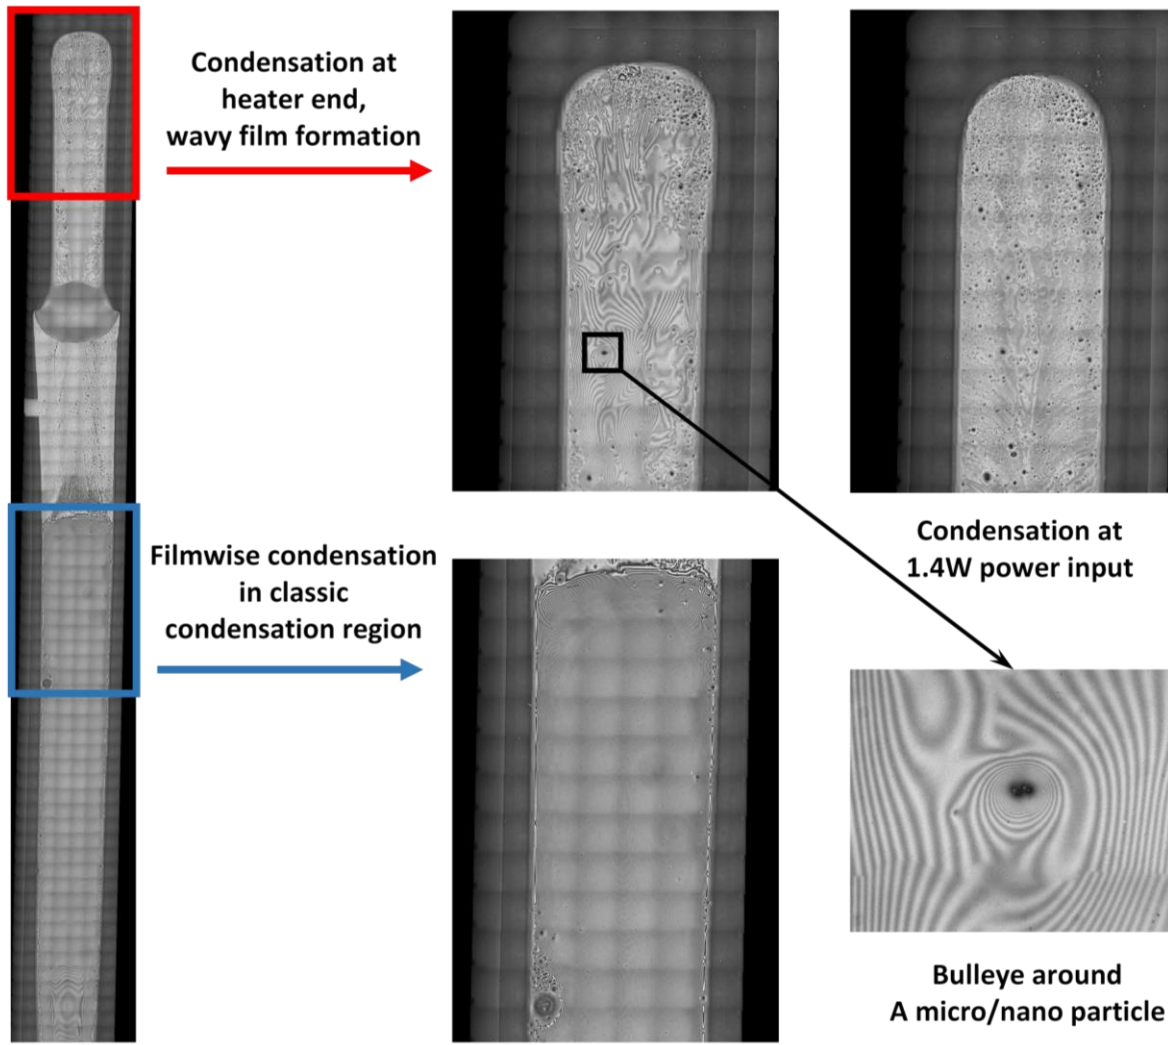 Condensation at
heater end,
wavy film formation
Condensation at
1.4W power input
Filmwise condensation
in classic
condensation region
Bulleye around
A micro/nano particle